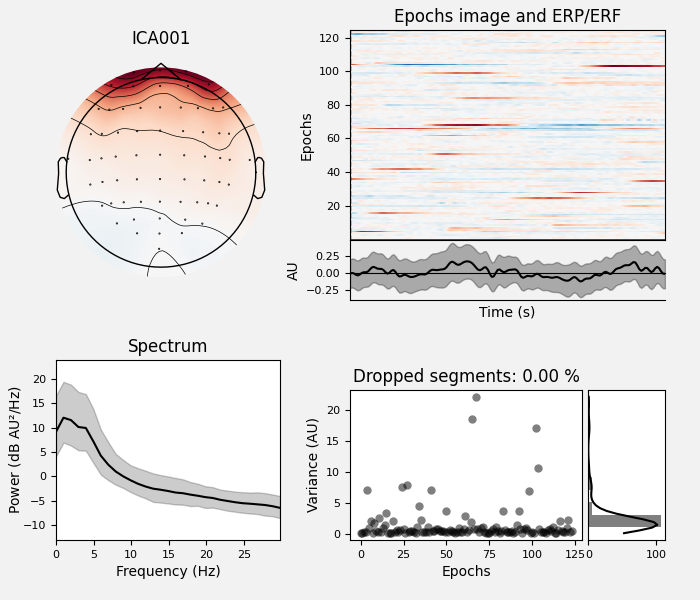 ICA001
Epochs image and ERP/ERF
120
100
80
60
40
20
Epochs
0.25
0.00
−0.25
AU
Time (s)
Spectrum
20
15
10
5
0
−5
−10
Power (dB AU²/Hz)
0 5 10 15 20 25
Frequency (Hz)
Dropped segments: 0.00 %
20
15
10
5
0
Variance (AU)
0 25 50 75 100 125
Epochs
0 100